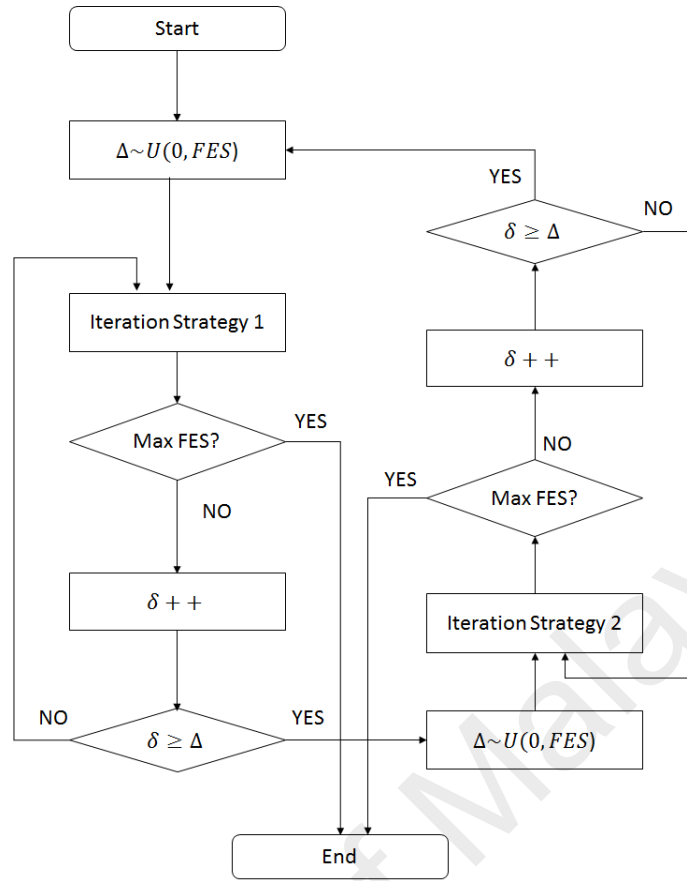 Start
Δ~U(0, FES)
Iteration Strategy 1
Max FES?
YES
NO
δ + +
δ ≥ Δ
NO
YES
Δ~U(0, FES)
Iteration Strategy 2
Max FES?
YES
NO
δ + +
δ ≥ Δ
YES
NO
End
f Malay